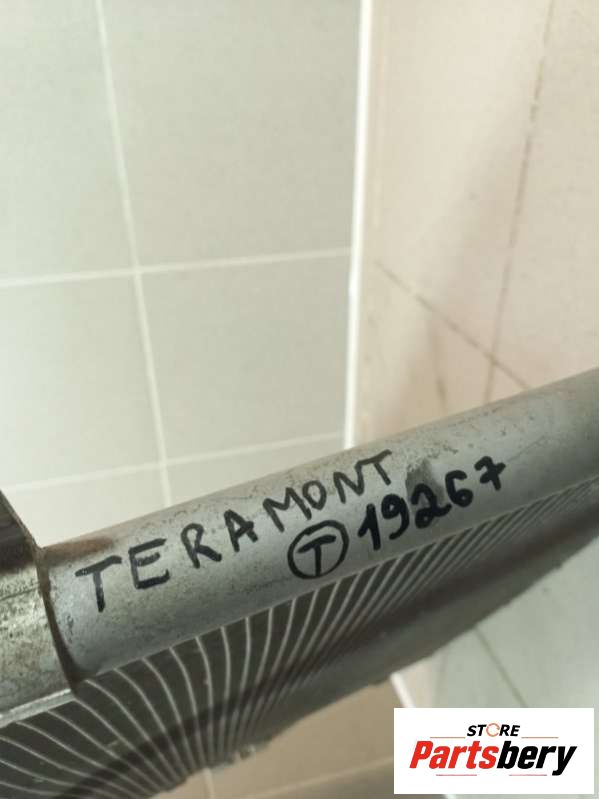 TERAMONT
T 19267
STORE
Partsbery